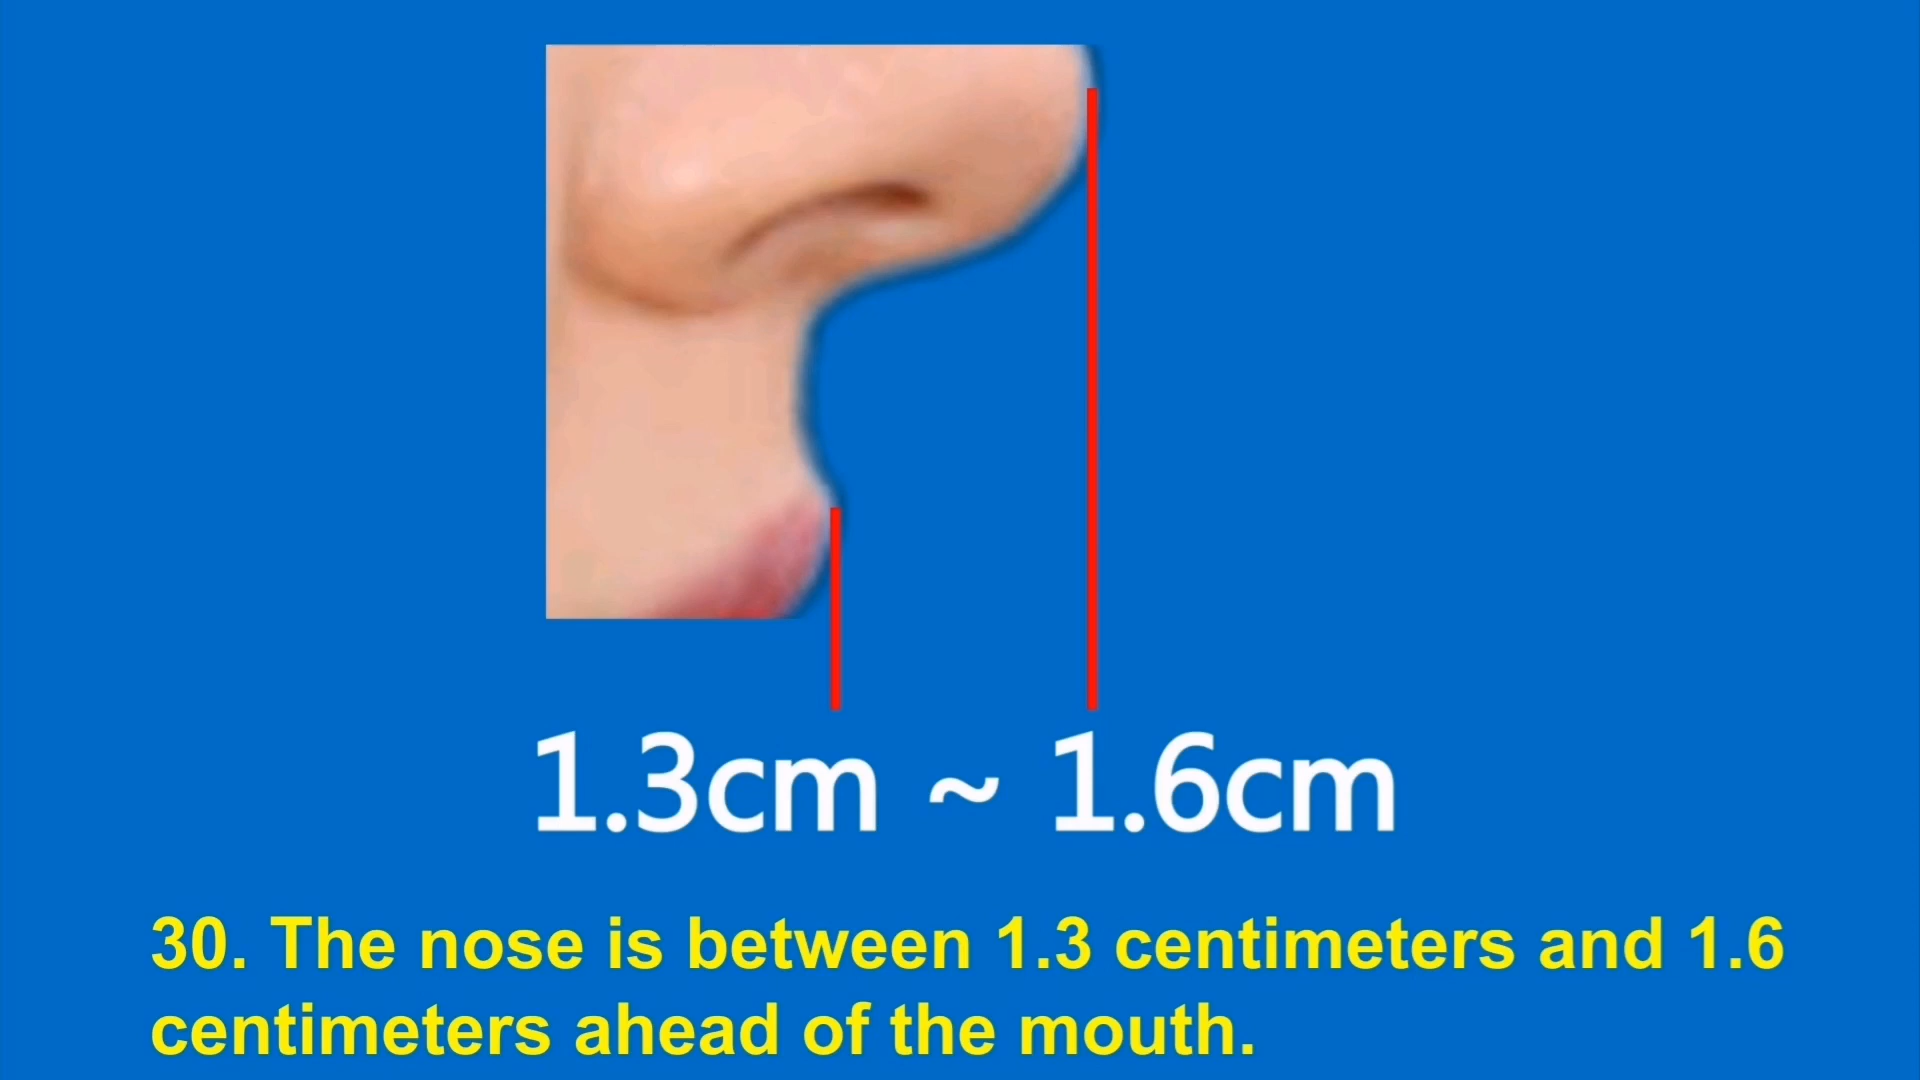 1.3cm ~ 1.6cm
30. The nose is between 1.3 centimeters and 1.6
centimeters ahead of the mouth.